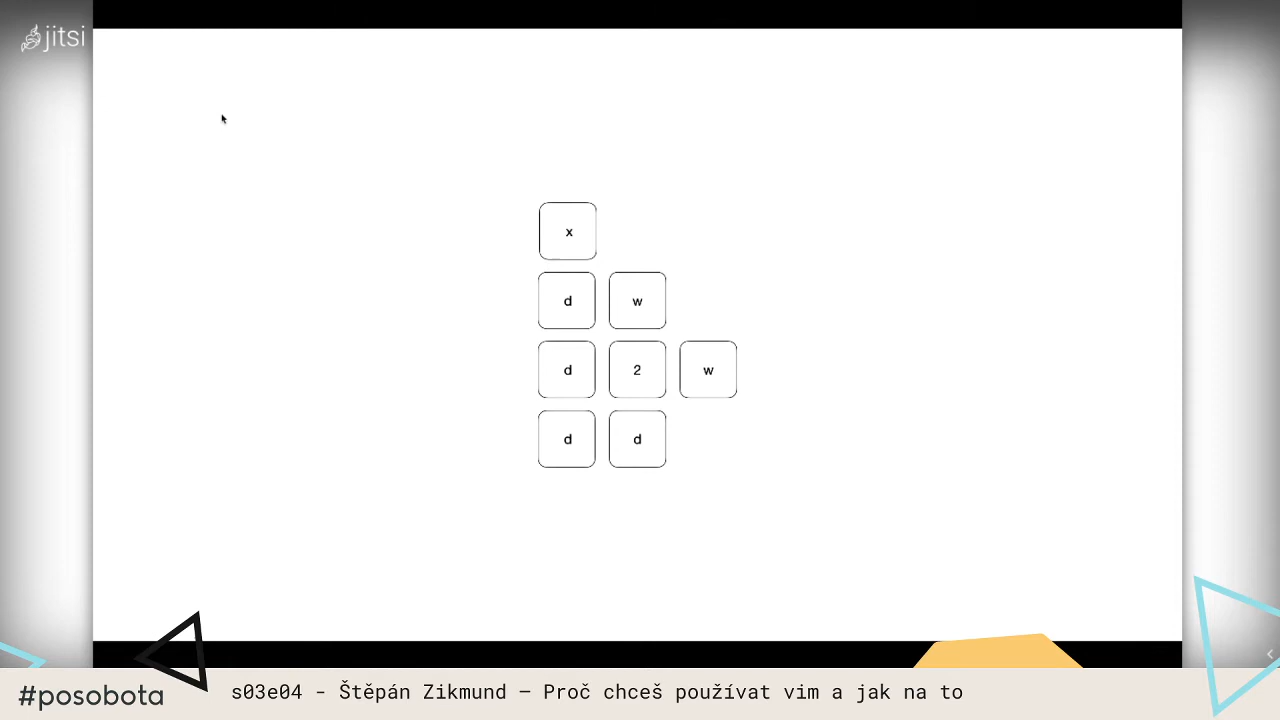 jitsi
x
d w
d 2 w
d d
#posobota
s03e04 - Štěpán Zikmund – Proč chceš používat vim a jak na to